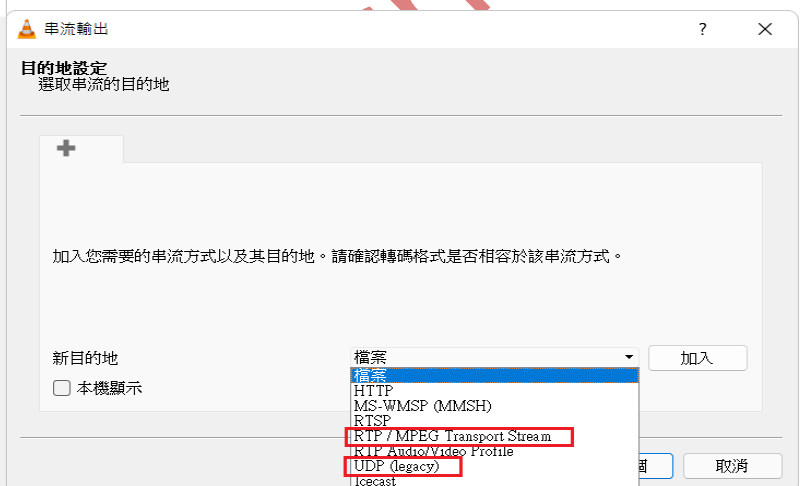 串流輸出
?
目的地設定
選取串流的目的地
加入您需要的串流方式以及其目的地。請確認轉碼格式是否相容於該串流方式。
新目的地
檔案
加入
本機顯示
檔案
HTTP
MS-WMSP (MMSH)
RTSP
RTP / MPEG Transport Stream
RTP Audio/Video Profile
UDP (legacy)
Icecast
個
取消